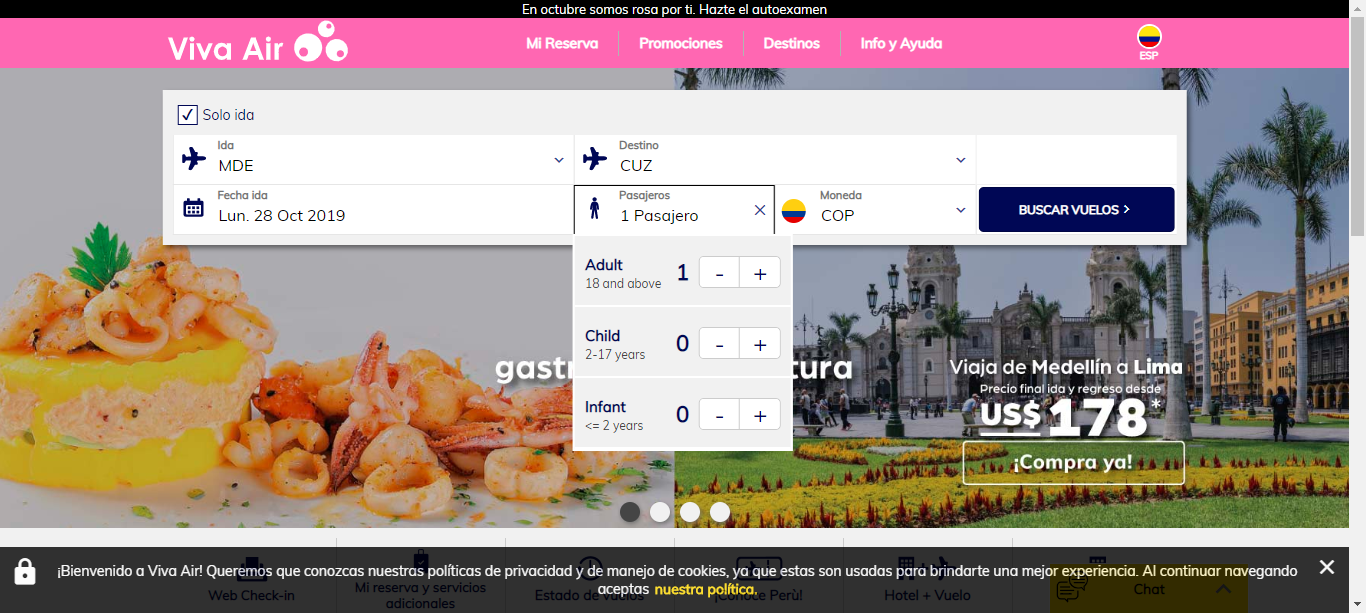 En octubre somos rosa por ti. Hazte el autoexamen
Viva Air
Mi Reserva
Promociones
Destinos
Info y Ayuda
ESP
Solo ida
Ida
MDE
Destino
CUZ
Fecha ida
Lun. 28 Oct 2019
Pasajeros
1 Pasajero
Moneda
COP
BUSCAR VUELOS
Adult
18 and above
1
-
+
Child
2-17 years
0
-
+
Infant
<= 2 years
0
-
+
Viaja de Medellín a Lima
Precio final ida y regreso desde
US$ 178*
¡Compra ya!
¡Bienvenido a Viva Air! Queremos que conozcas nuestras políticas de privacidad y de manejo de cookies, ya que estas son usadas para brindarte una mejor experiencia. Al continuar navegando
aceptas nuestra política.
Web Check-in
Mi reserva y servicios
adicionales
Estado de vuelos
¡Conoce Perù!
Hotel + Vuelo
Chat